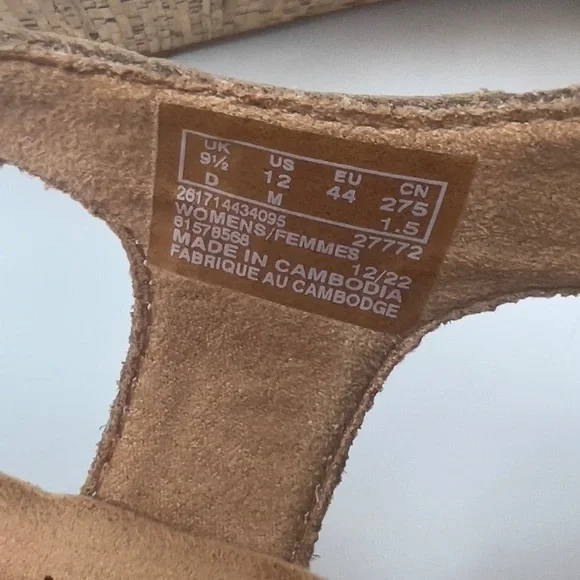 UK US EU CN
9½ 12 44 275
D M 1.5
261714434095
WOMENS/FEMMES 27772
61578568
MADE IN CAMBODIA 12/22
FABRIQUE AU CAMBODGE